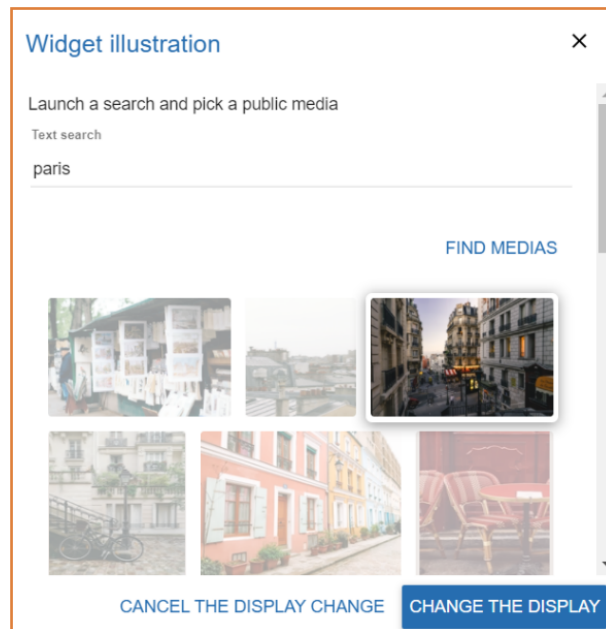 Widget illustration
Launch a search and pick a public media
Text search
paris
FIND MEDIAS
CANCEL THE DISPLAY CHANGE
CHANGE THE DISPLAY